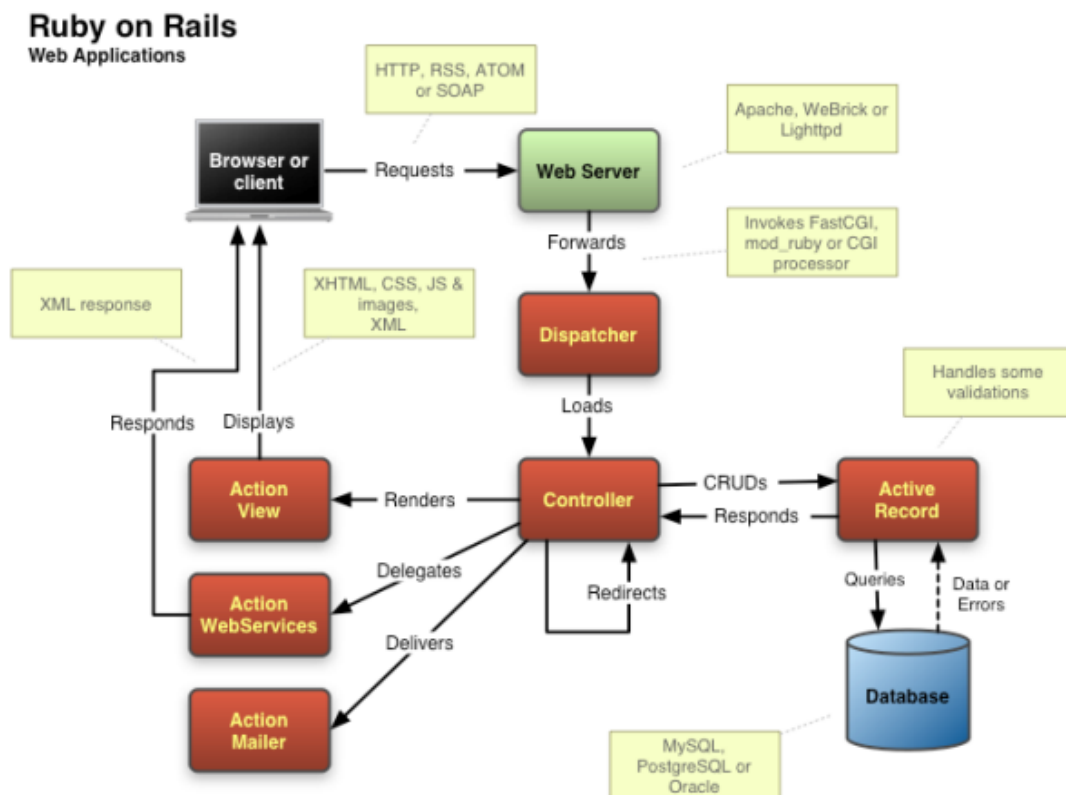 Ruby on Rails
Web Applications
HTTP, RSS, ATOM
or SOAP
Apache, WeBrick or
Lighttpd
Browser or
client
Requests
Web Server
Forwards
Invokes FastCGI,
mod_ruby or CGI
processor
XML response
XHTML, CSS, JS &
images,
XML
Dispatcher
Handles some
validations
Responds
Displays
Loads
Action
View
Renders
Controller
CRUDs
Responds
Active
Record
Delegates
Redirects
Queries
Data or
Errors
Action
WebServices
Delivers
Database
Action
Mailer
MySQL,
PostgreSQL or
Oracle